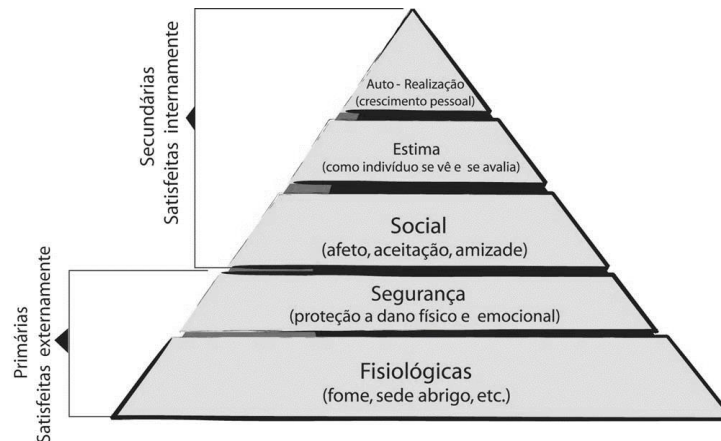 Auto - Realização
(crescimento pessoal)
Estima
(como indivíduo se vê e se avalia)
Social
(afeto, aceitação, amizade)
Segurança
(proteção a dano físico e emocional)
Fisiológicas
(fome, sede abrigo, etc.)
Secundárias
Satisfeitas internamente
Primárias
Satisfeitas externamente